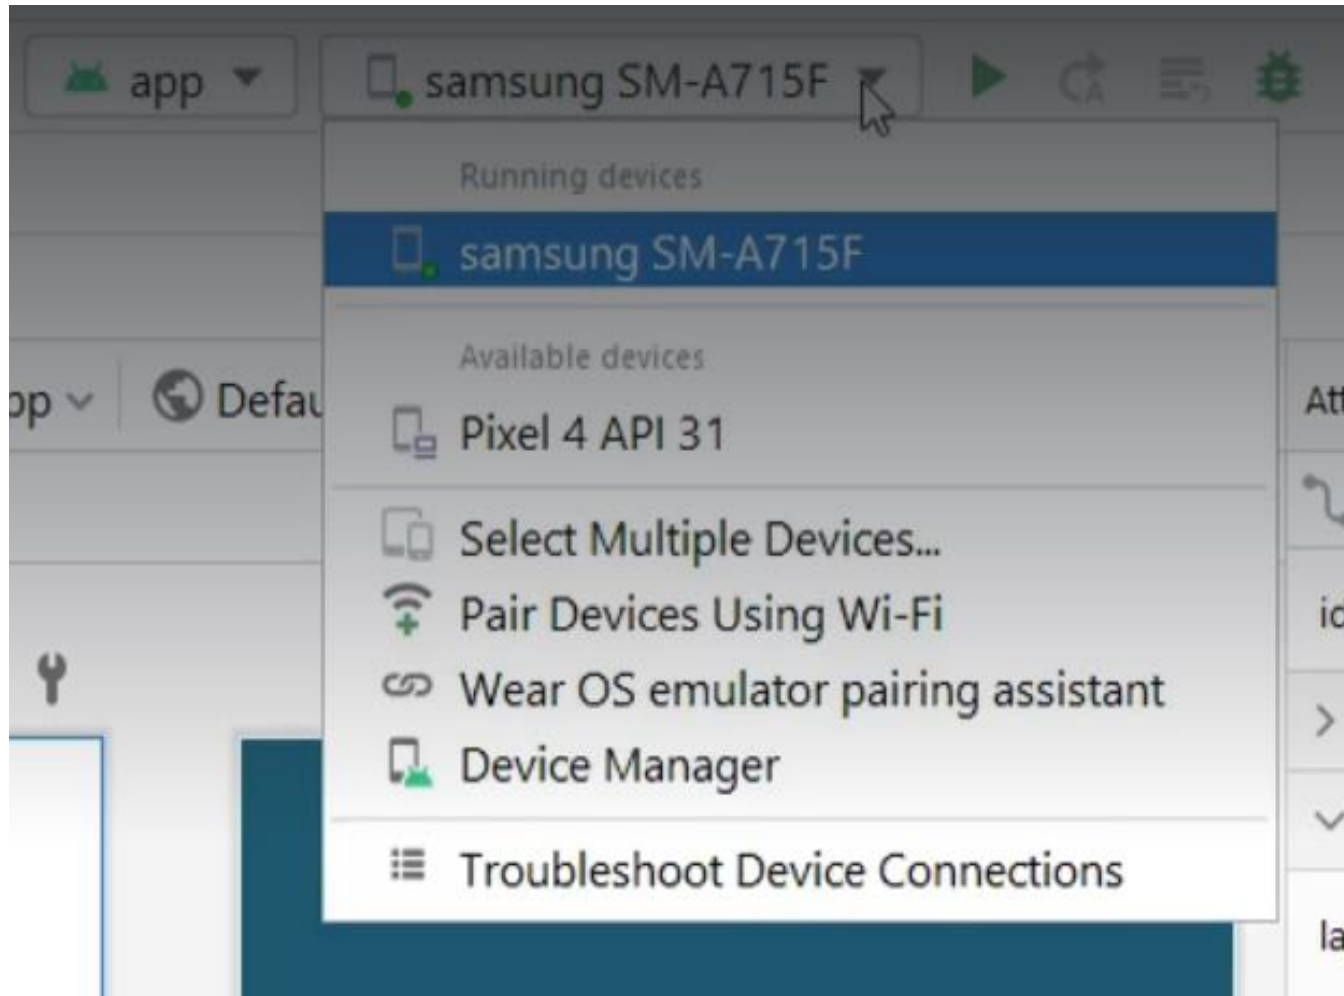 app
samsung SM-A715F
Running devices
samsung SM-A715F
Available devices
Pixel 4 API 31
Select Multiple Devices...
Pair Devices Using Wi-Fi
Wear OS emulator pairing assistant
Device Manager
Troubleshoot Device Connections